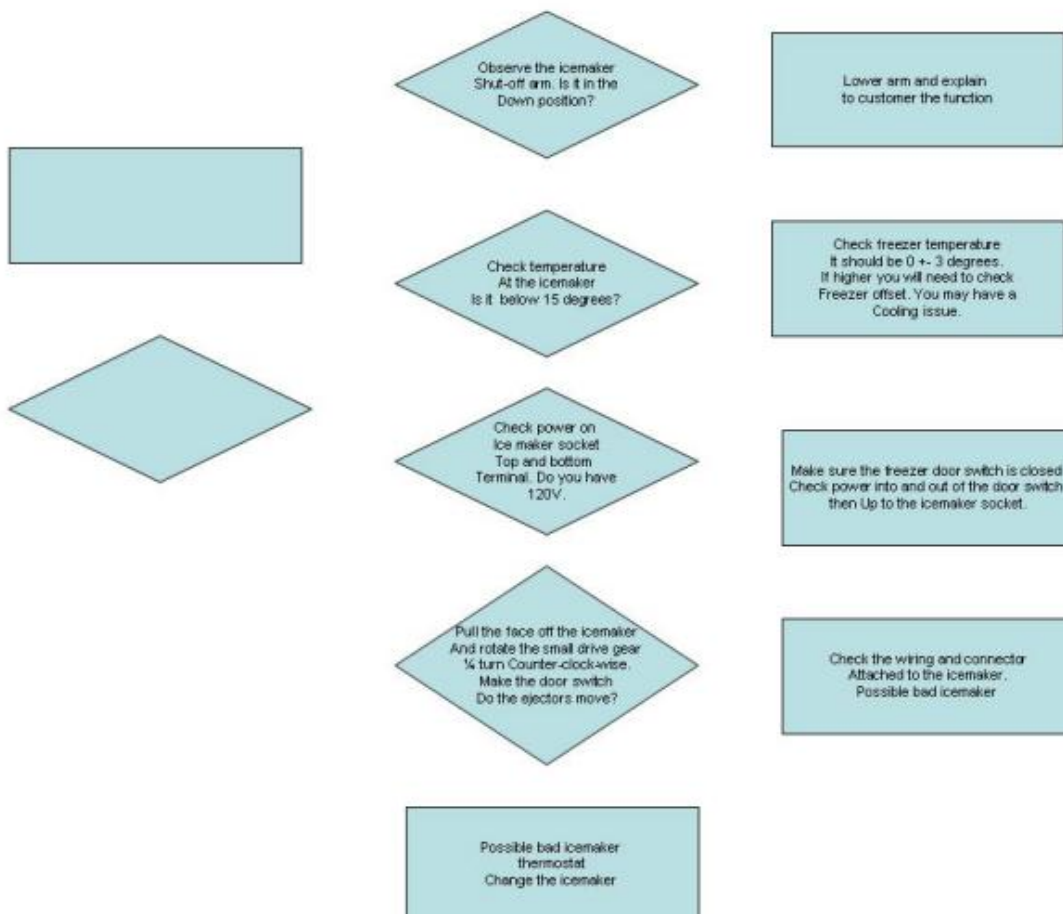 Observe the icemaker
Shut-off arm. Is it in the
Down position?
Lower arm and explain
to customer the function
Check temperature
At the icemaker
Is it below 15 degrees?
Check freezer temperature
It should be 0 +- 3 degrees.
If higher you will need to check
Freezer offset. You may have a
Cooling issue.
Check power on
Ice maker socket
Top and bottom
Terminal. Do you have
120V.
Make sure the freezer door switch is closed
Check power into and out of the door switch
then Up to the icemaker socket.
Pull the face off the icemaker
And rotate the small drive gear
¼ turn Counter-clock-wise.
Make the door switch
Do the ejectors move?
Check the wiring and connector
Attached to the icemaker.
Possible bad icemaker
Possible bad icemaker
thermostat
Change the icemaker